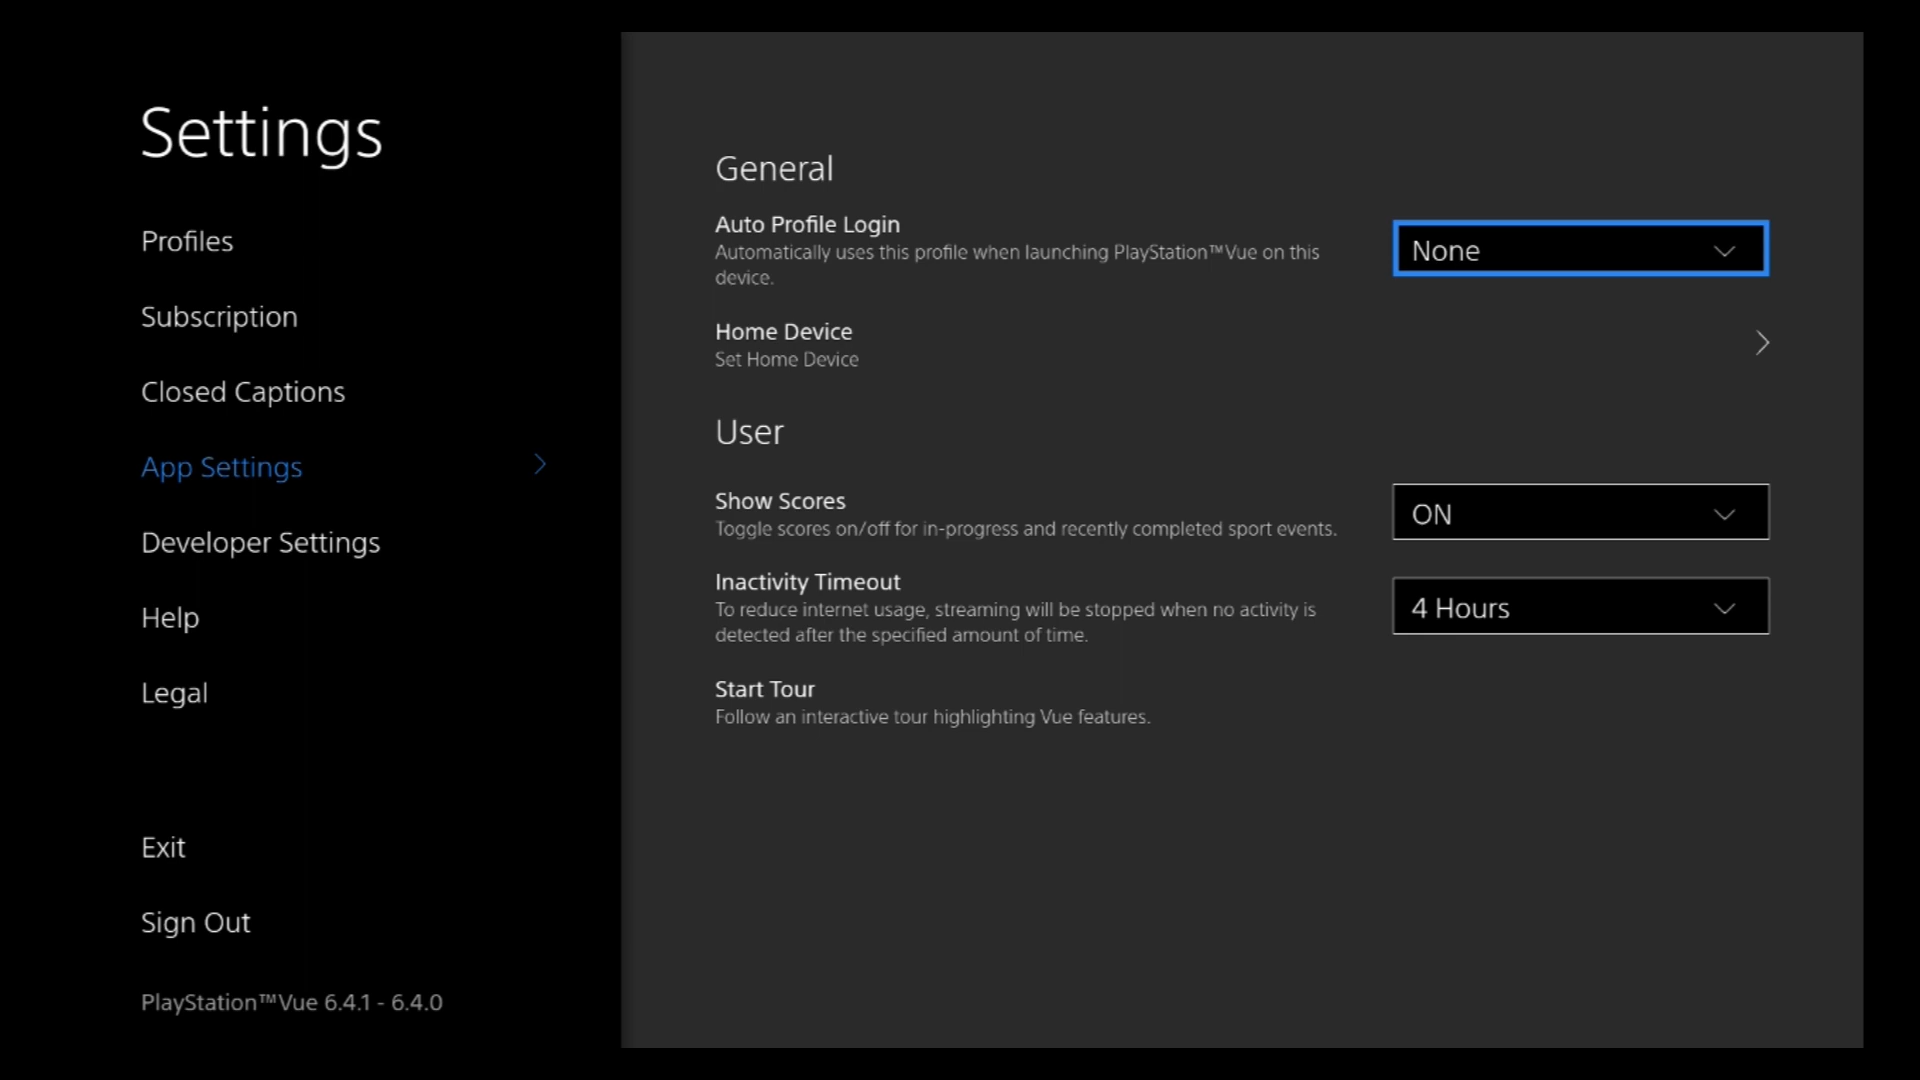 Settings
Profiles
Subscription
Closed Captions
App Settings
Developer Settings
Help
Legal
Exit
Sign Out
PlayStation™Vue 6.4.1 - 6.4.0
General
Auto Profile Login
Automatically uses this profile when launching PlayStation™Vue on this
device.
None
Home Device
Set Home Device
User
Show Scores
Toggle scores on/off for in-progress and recently completed sport events.
ON
Inactivity Timeout
To reduce internet usage, streaming will be stopped when no activity is
detected after the specified amount of time.
4 Hours
Start Tour
Follow an interactive tour highlighting Vue features.